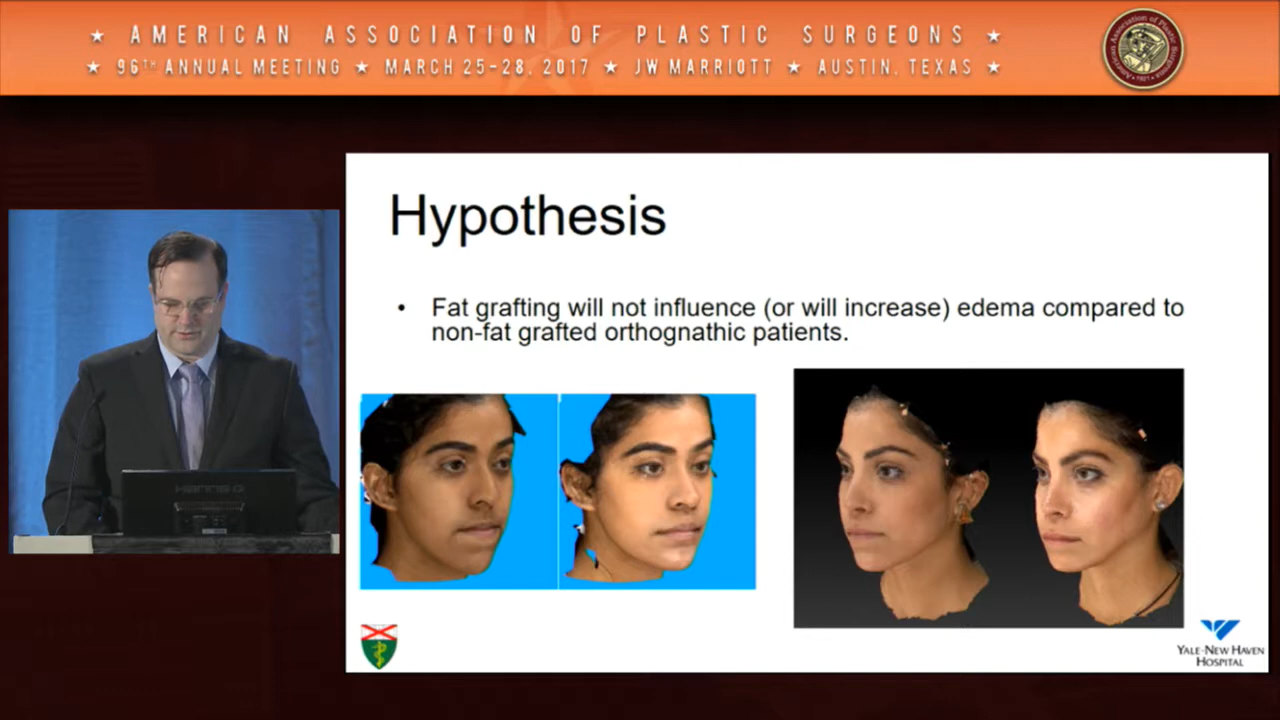 ★ AMERICAN ASSOCIATION OF PLASTIC SURGEONS ★
★ 96TH ANNUAL MEETING ★ MARCH 25-28, 2017 ★ JW MARRIOTT ★ AUSTIN, TEXAS ★
Hypothesis
• Fat grafting will not influence (or will increase) edema compared to
non-fat grafted orthognathic patients.
YALE-NEW HAVEN
HOSPITAL